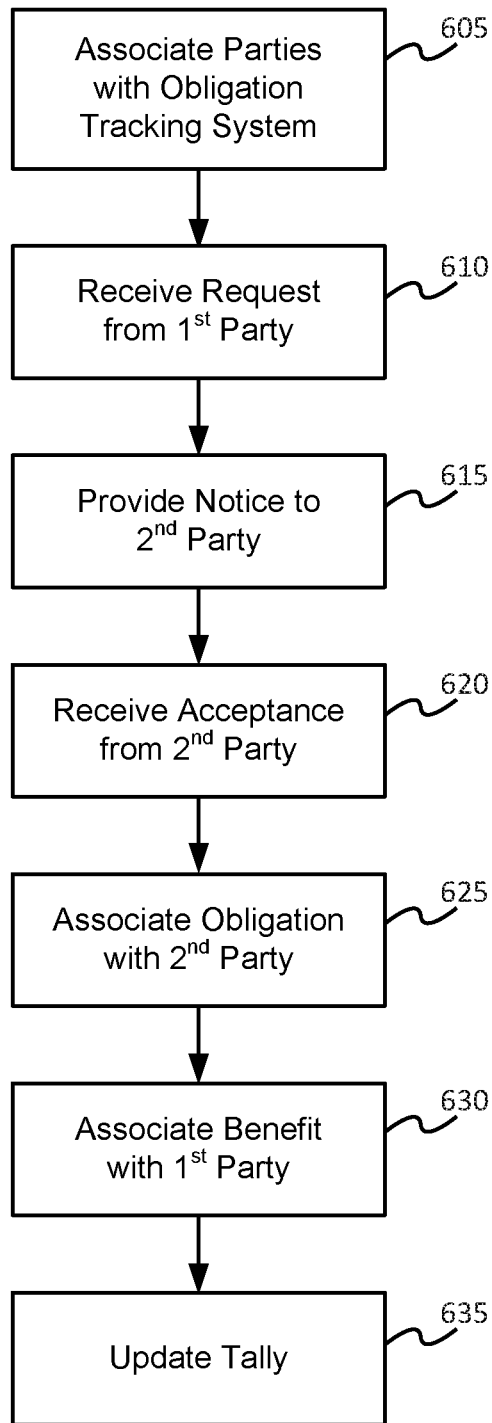 Associate Parties
with Obligation
Tracking System
605
Receive Request
from 1st Party
610
Provide Notice to
2nd Party
615
Receive Acceptance
from 2nd Party
620
Associate Obligation
with 2nd Party
625
Associate Benefit
with 1st Party
630
Update Tally
635